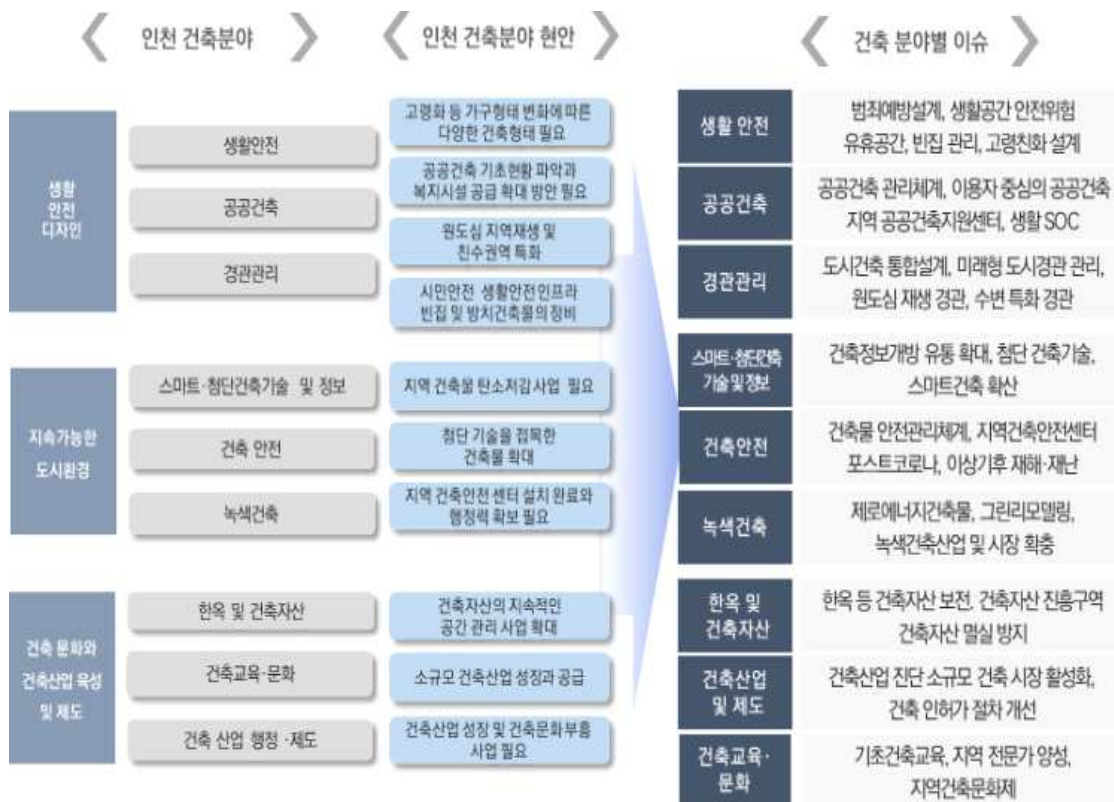 인천 건축분야
인천 건축분야 현안
건축 분야별 이슈
생활
안전
디자인
생활안전
공공건축
경관관리
고령화 등 가구형태 변화에 따른
다양한 건축형태 필요
공공건축 기초현황 파악과
복지시설 공급 확대 방안 필요
원도심 지역재생 및
친수권역 특화
시민안전 생활안전인프라
빈집 및 방치건축물의 정비
지속가능한
도시환경
스마트·첨단건축기술 및 정보
건축 안전
녹색건축
지역 건축물 탄소저감 사업 필요
첨단 기술을 접목한
건축물 확대
지역 건축안전 센터 설치 완료와
행정력 확보 필요
건축 문화와
건축산업 육성
및 제도
한옥 및 건축자산
건축교육·문화
건축 산업 행정 ·제도
건축자산의 지속적인
공간 관리 사업 확대
소규모 건축산업 성장과 공급
건축산업 성장 및 건축문화 부흥
사업 필요
생활 안전
범죄예방설계, 생활공간 안전위험
유휴공간, 빈집 관리, 고령친화 설계
공공건축
공공건축 관리체계, 이용자 중심의 공공건축
지역 공공건축지원센터, 생활 SOC
경관관리
도시건축 통합설계, 미래형 도시경관 관리,
원도심 재생 경관, 수변 특화 경관
스마트·첨단건축
기술 및 정보
건축정보개방 유통 확대, 첨단 건축기술,
스마트건축 확산
건축안전
건축물 안전관리체계, 지역건축안전센터
포스트코로나, 이상기후 재해·재난
녹색건축
제로에너지건축물, 그린리모델링,
녹색건축산업 및 시장 확충
한옥 및
건축자산
한옥 등 건축자산 보전. 건축자산 진흥구역
건축자산 멸실 방지
건축산업
및 제도
건축산업 진단 소규모 건축 시장 활성화,
건축 인허가 절차 개선
건축교육·
문화
기초건축교육, 지역 전문가 양성,
지역건축문화제